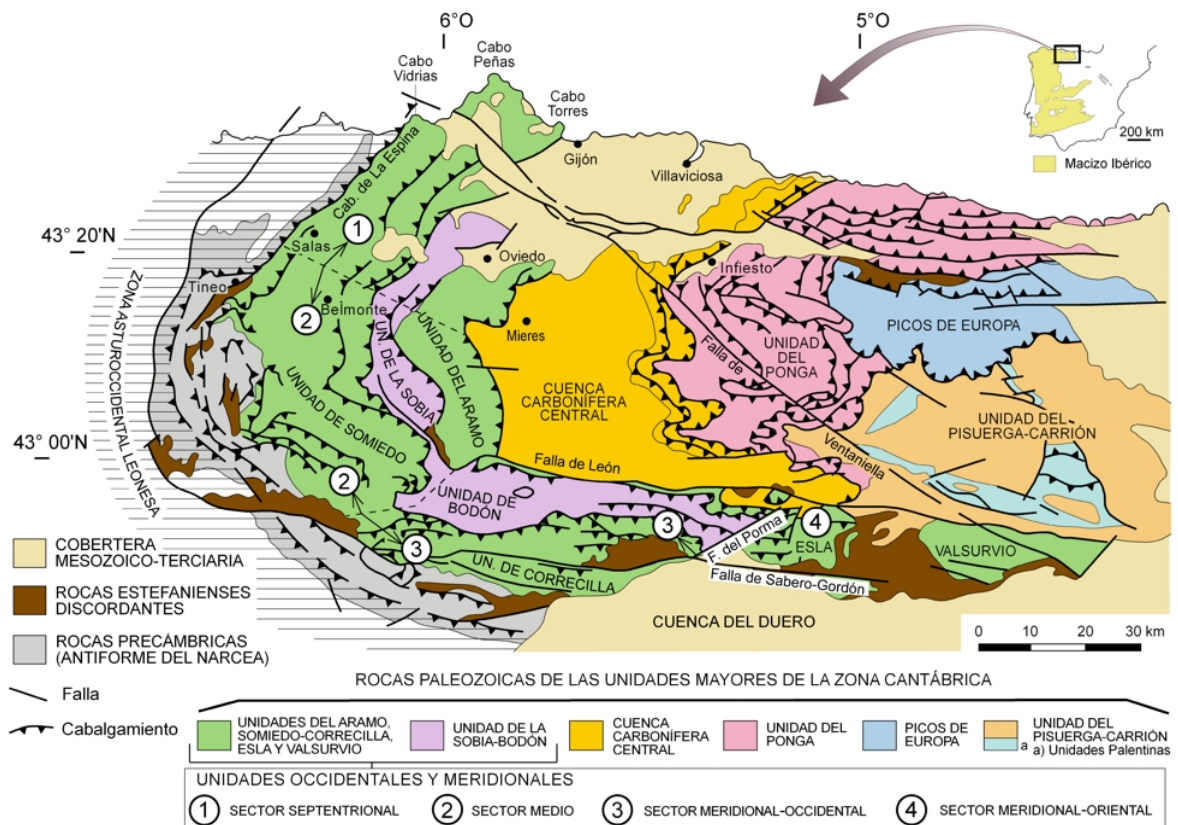 6°O
5°O
Cabo
Peñas
Cabo
Vidrias
Cabo
Torres
Gijón
Villaviciosa
200 km
Macizo Ibérico
Cab. de La Espina
1
43° 20'N
Salas
Oviedo
Infiesto
Tineo
2
Belmonte
Mieres
PICOS DE EUROPA
UN. DE LA SOBIA
UNIDAD DEL ARAMO
Falla de
UNIDAD
DEL
PONGA
CUENCA
CARBONÍFERA
CENTRAL
ZONA ASTUROCCIDENTAL LEONESA
UNIDAD DE SOMIEDO
43° 00'N
UNIDAD DEL
PISUERGA-CARRIÓN
Ventaniella
Falla de León
2
UNIDAD DE
BODÓN
3
3
F. del Porma
4
ESLA
VALSURVIO
UN. DE CORRECILLA
Falla de Sabero-Gordón
CUENCA DEL DUERO
0 10 20 30 km
COBERTERA
MESOZOICO-TERCIARIA
ROCAS ESTEFANIENSES
DISCORDANTES
ROCAS PRECÁMBRICAS
(ANTIFORME DEL NARCEA)
Falla
Cabalgamiento
ROCAS PALEOZOICAS DE LAS UNIDADES MAYORES DE LA ZONA CANTÁBRICA
UNIDADES DEL ARAMO,
SOMIEDO-CORRECILLA,
ESLA Y VALSURVIO
UNIDAD DE LA
SOBIA-BODÓN
CUENCA
CARBONÍFERA
CENTRAL
UNIDAD DEL
PONGA
PICOS DE
EUROPA
UNIDAD DEL
PISUERGA-CARRIÓN
a a) Unidades Palentinas
UNIDADES OCCIDENTALES Y MERIDIONALES
1 SECTOR SEPTENTRIONAL
2 SECTOR MEDIO
3 SECTOR MERIDIONAL-OCCIDENTAL
4 SECTOR MERIDIONAL-ORIENTAL